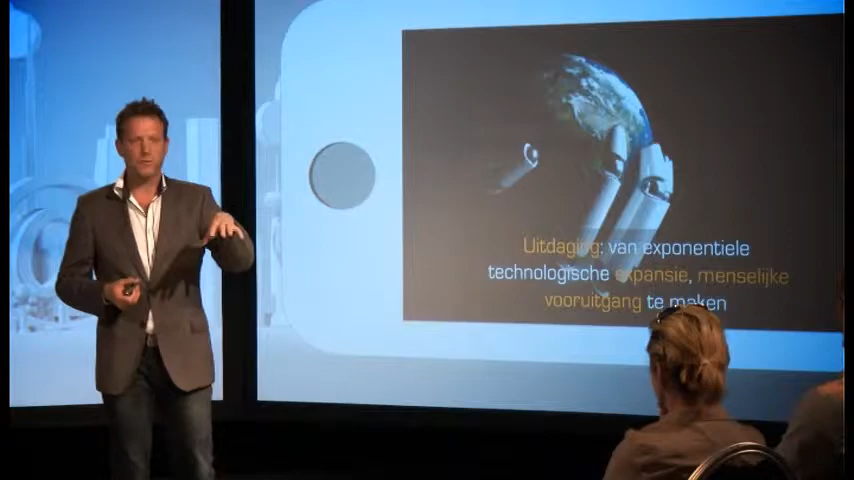 Uitdaging: van exponentiele
technologische expansie, menselijke
vooruitgang te maken